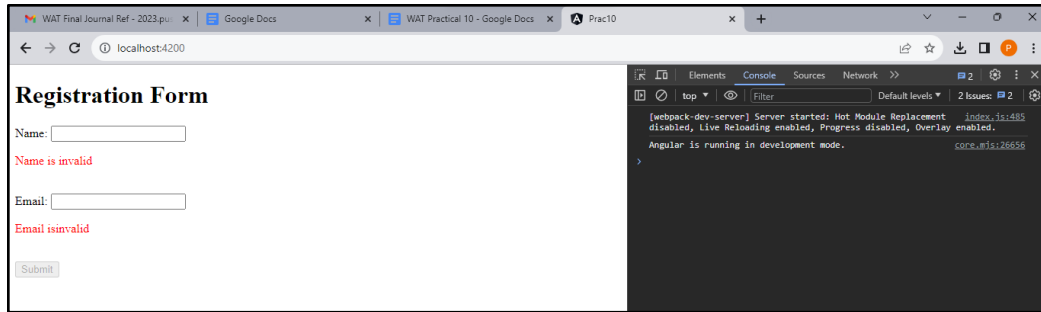 WAT Final Journal Ref - 2023.pu
Google Docs
WAT Practical 10 - Google Docs
Prac10
localhost:4200
P
Elements Console Sources Network 2
top Filter Default levels 2 Issues: 2
Registration Form
Name:
Name is invalid
Email:
Email isinvalid
Submit
[webpack-dev-server] Server started: Hot Module Replacement index.js:485
disabled, Live Reloading enabled, Progress disabled, Overlay enabled.
Angular is running in development mode. core.mjs:26656